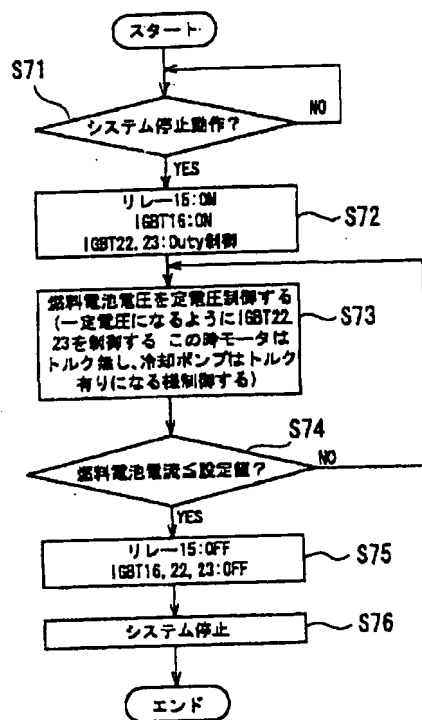 スタート
S71
システム停止動作?
NO
YES
リレー15:ON
IGBT16:ON
IGBT22,23:Duty制御
S72
燃料電池電圧を定電圧制御する
(一定電圧になるようにIGBT22
23を制御する この時モータは
トルク無し、冷却ポンプはトルク
有りになる様制御する)
S73
S74
燃料電池電流≦設定値?
NO
YES
リレー15:OFF
IGBT16,22,23:OFF
S75
システム停止
S76
エンド